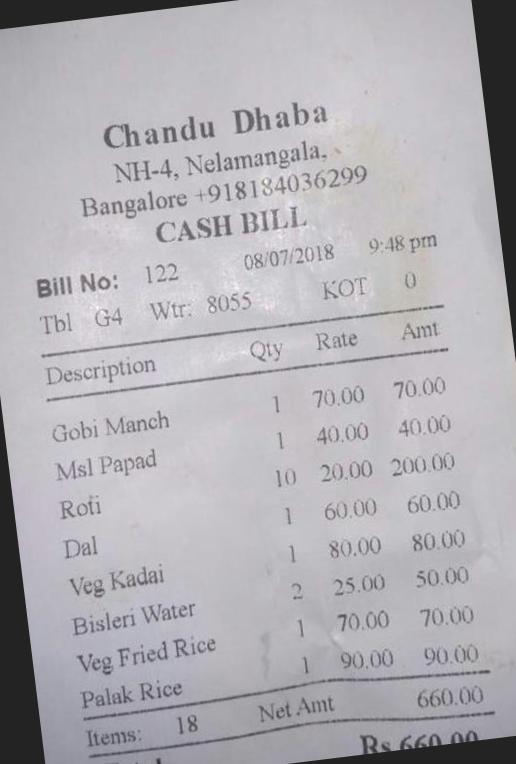 Chandu Dhaba
NH-4, Nelamangala,
Bangalore +918184036299
CASH BILL
Bill No: 122 08/07/2018 9:48 pm
Tbl G4 Wtr: 8055 KOT 0
Description Qty Rate Amt
Gobi Manch 1 70.00 70.00
Msl Papad 1 40.00 40.00
Roti 10 20.00 200.00
Dal 1 60.00 60.00
Veg Kadai 1 80.00 80.00
Bisleri Water 2 25.00 50.00
Veg Fried Rice 1 70.00 70.00
Palak Rice 1 90.00 90.00
Items: 18 Net Amt 660.00
Rs 660.00